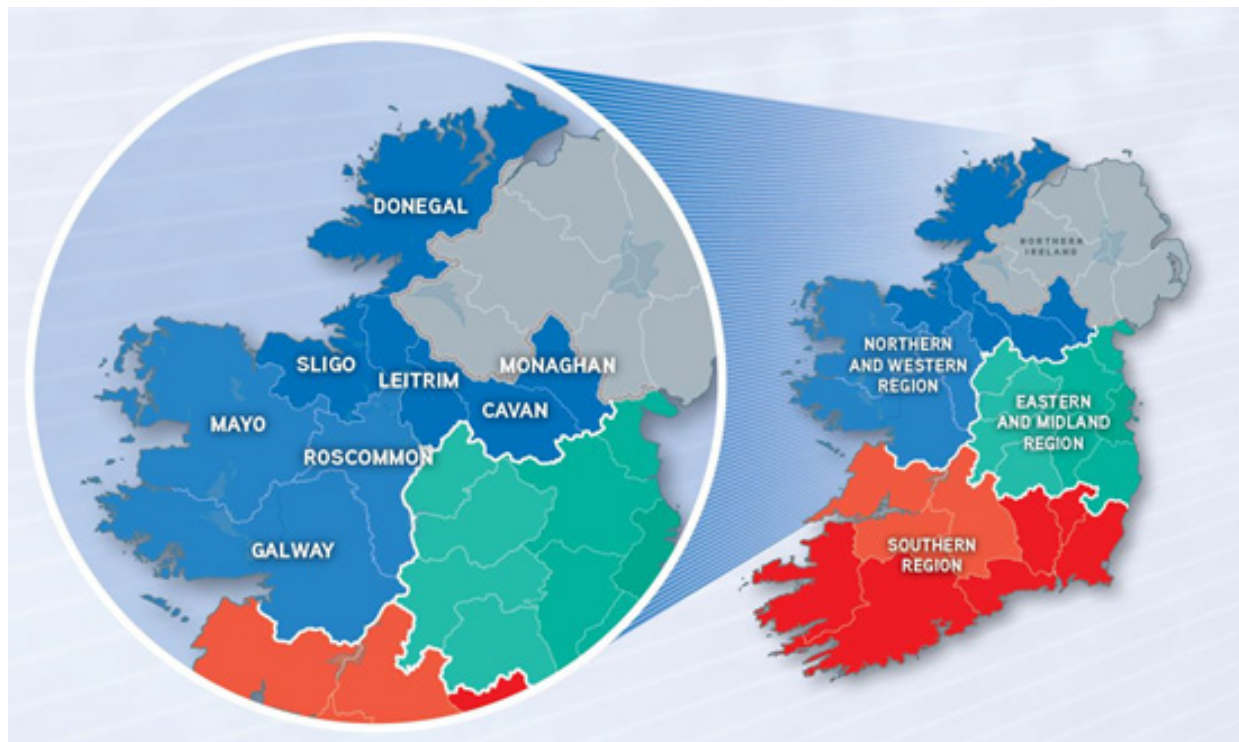 DONEGAL
SLIGO
LEITRIM
MONAGHAN
CAVAN
MAYO
ROSCOMMON
GALWAY
NORTHERN
IRELAND
NORTHERN
AND WESTERN
REGION
EASTERN
AND MIDLAND
REGION
SOUTHERN
REGION